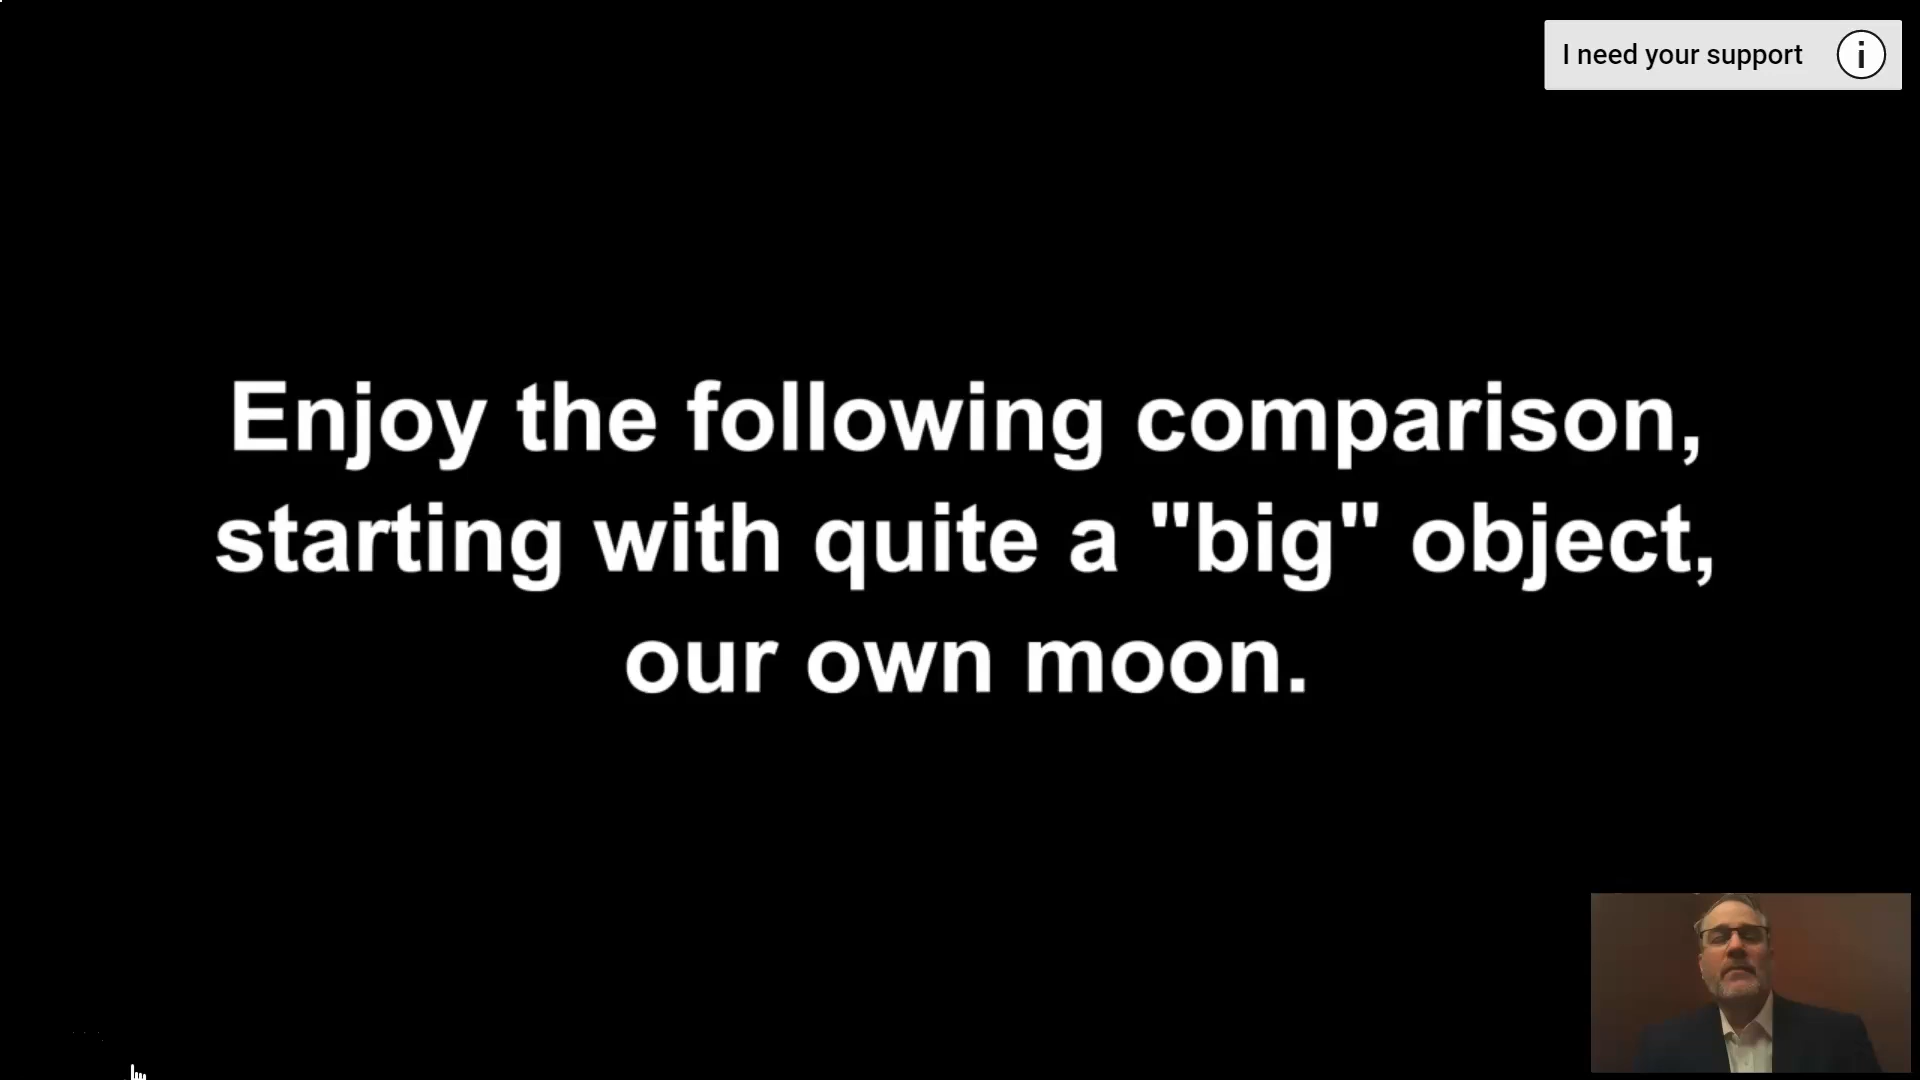 I need your support
Enjoy the following comparison,
starting with quite a "big" object,
our own moon.